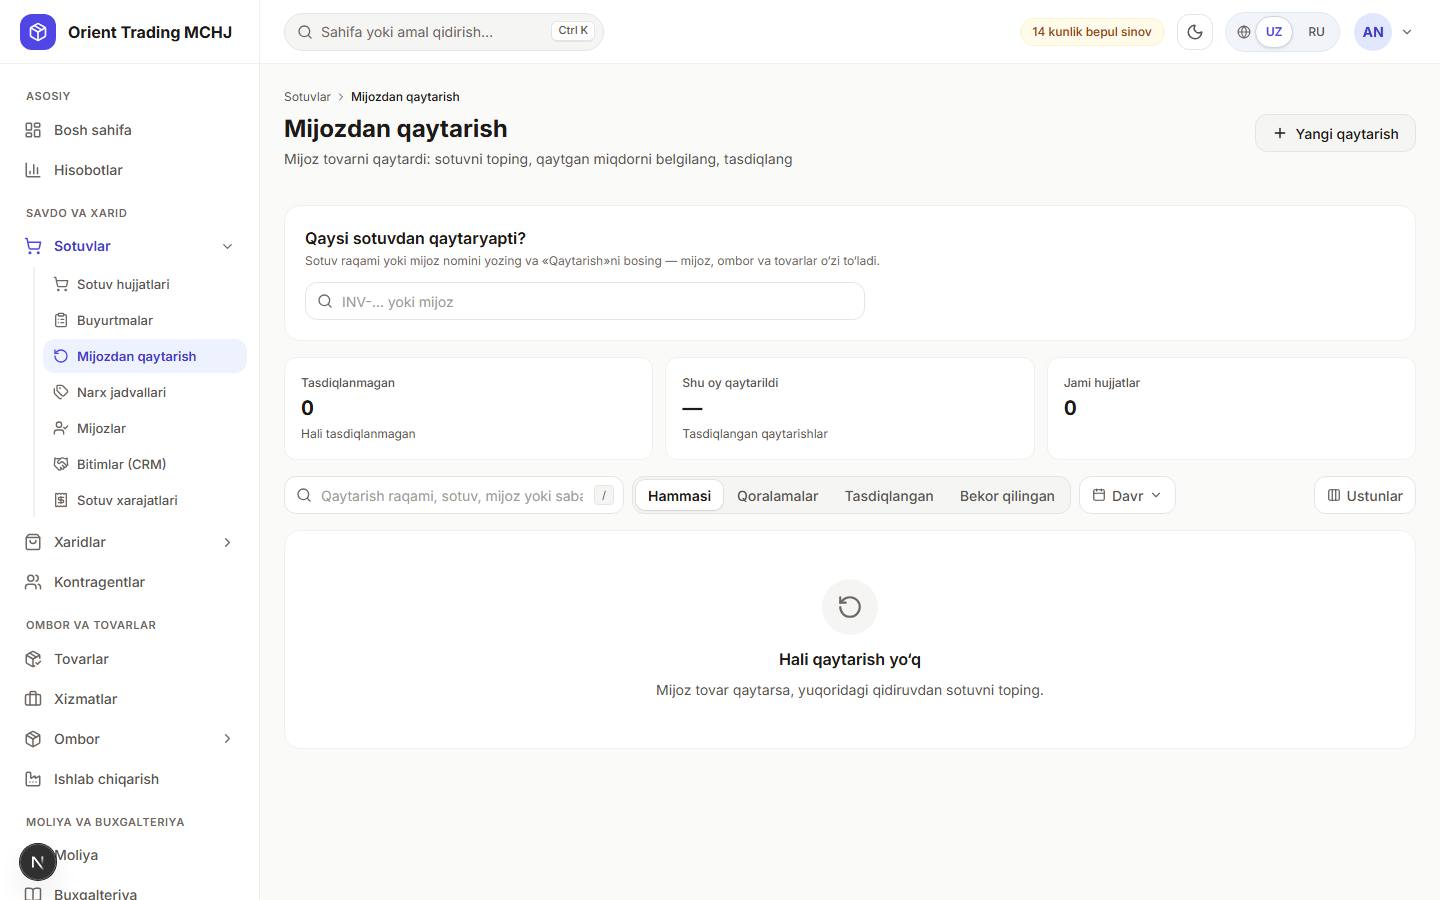 Orient Trading MCHJ
Sahifa yoki amal qidirish...
Ctrl K
14 kunlik bepul sinov
UZ
RU
AN
ASOSIY
Bosh sahifa
Hisobotlar
SAVDO VA XARID
Sotuvlar
Sotuv hujjatlari
Buyurtmalar
Mijozdan qaytarish
Narx jadvallari
Mijozlar
Bitimlar (CRM)
Sotuv xarajatlari
Xaridlar
Kontragentlar
OMBOR VA TOVARLAR
Tovarlar
Xizmatlar
Ombor
Ishlab chiqarish
MOLIYA VA BUXGALTERIYA
Moliya
N
Buxgalteriya
Sotuvlar > Mijozdan qaytarish
Mijozdan qaytarish
Mijoz tovarni qaytardi: sotuvni toping, qaytgan miqdorni belgilang, tasdiqlang
Yangi qaytarish
Qaysi sotuvdan qaytaryapti?
Sotuv raqami yoki mijoz nomini yozing va «Qaytarish»ni bosing — mijoz, ombor va tovarlar oʻzi toʻladi.
INV-... yoki mijoz
Tasdiqlanmagan
0
Hali tasdiqlanmagan
Shu oy qaytarildi
—
Tasdiqlangan qaytarishlar
Jami hujjatlar
0
Qaytarish raqami, sotuv, mijoz yoki saba
/
Hammasi
Qoralamalar
Tasdiqlangan
Bekor qilingan
Davr
Ustunlar
Hali qaytarish yoʻq
Mijoz tovar qaytarsa, yuqoridagi qidiruvdan sotuvni toping.